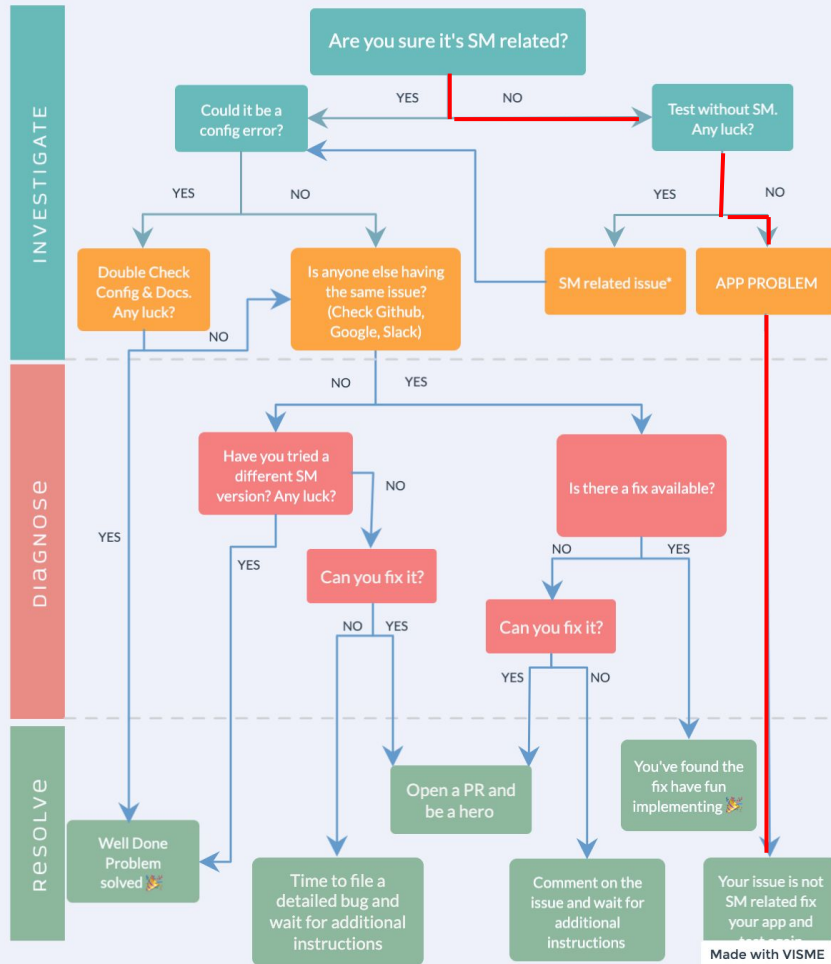 Are you sure it's SM related?
YES
NO
Could it be a
config error?
Test without SM.
Any luck?
INVESTIGATE
YES
NO
YES
NO
Double Check
Config & Docs.
Any luck?
Is anyone else having
the same issue?
(Check Github,
Google, Slack)
SM related issue*
APP PROBLEM
NO
NO
YES
DIaGNOSe
Have you tried a
different SM
version? Any luck?
Is there a fix available?
NO
YES
YES
NO
YES
Can you fix it?
Can you fix it?
NO
YES
YES
NO
ResOLVe
You've found the
fix have fun
implementing 🎉
Open a PR and
be a hero
Well Done
Problem
solved 🎉
Time to file a
detailed bug and
wait for additional
instructions
Comment on the
issue and wait for
additional
instructions
Your issue is not
SM related fix
your app and
Made with VISME